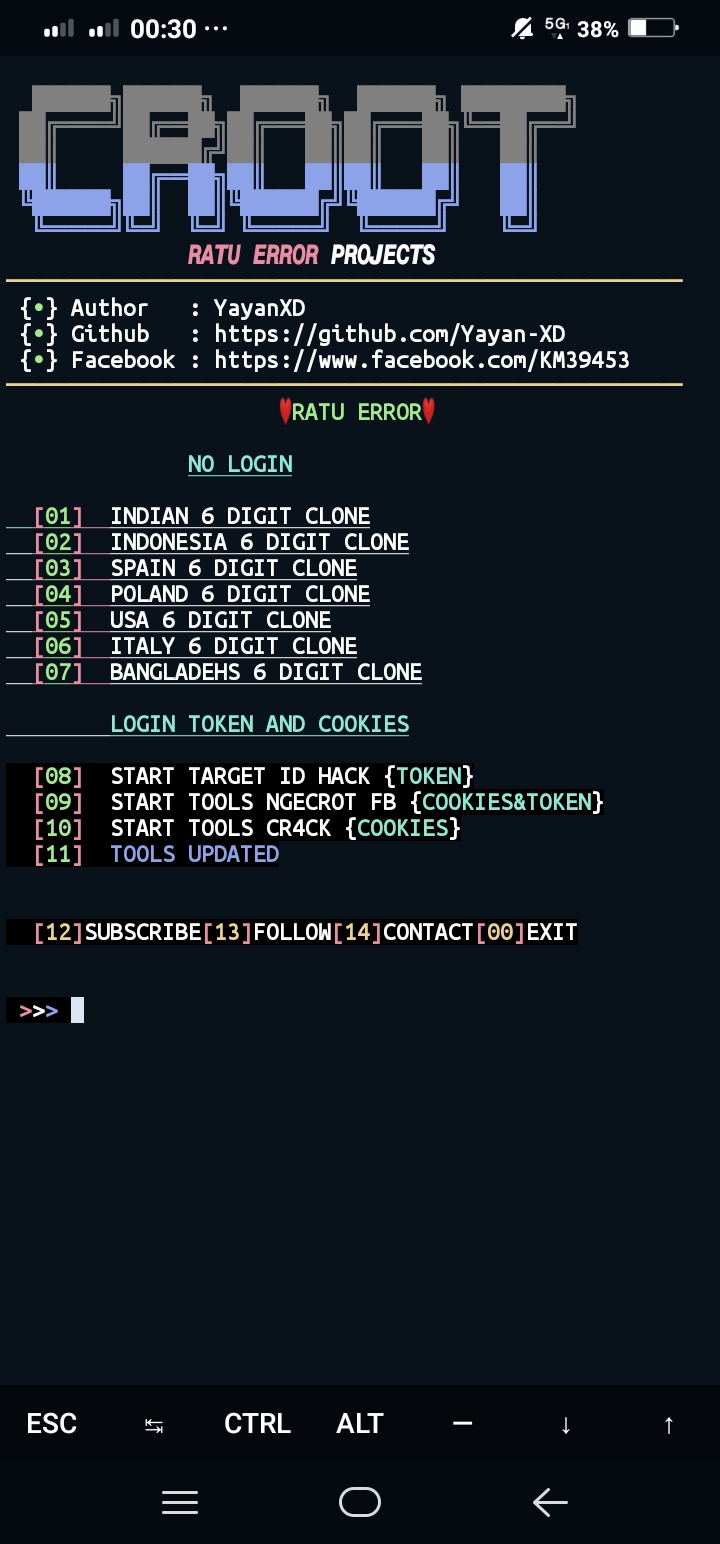 00:30 ... 5G 38%
CROOT
RATU ERROR PROJECTS
{•} Author : YayanXD
{•} Github : https://github.com/Yayan-XD
{•} Facebook : https://www.facebook.com/KM39453
RATU ERROR
NO LOGIN
[01] INDIAN 6 DIGIT CLONE
[02] INDONESIA 6 DIGIT CLONE
[03] SPAIN 6 DIGIT CLONE
[04] POLAND 6 DIGIT CLONE
[05] USA 6 DIGIT CLONE
[06] ITALY 6 DIGIT CLONE
[07] BANGLADEHS 6 DIGIT CLONE
LOGIN TOKEN AND COOKIES
[08] START TARGET ID HACK {TOKEN}
[09] START TOOLS NGECROT FB {COOKIES&TOKEN}
[10] START TOOLS CR4CK {COOKIES}
[11] TOOLS UPDATED
[12]SUBSCRIBE[13]FOLLOW[14]CONTACT[00]EXIT
>>>
ESC ↹ CTRL ALT — ↓ ↑